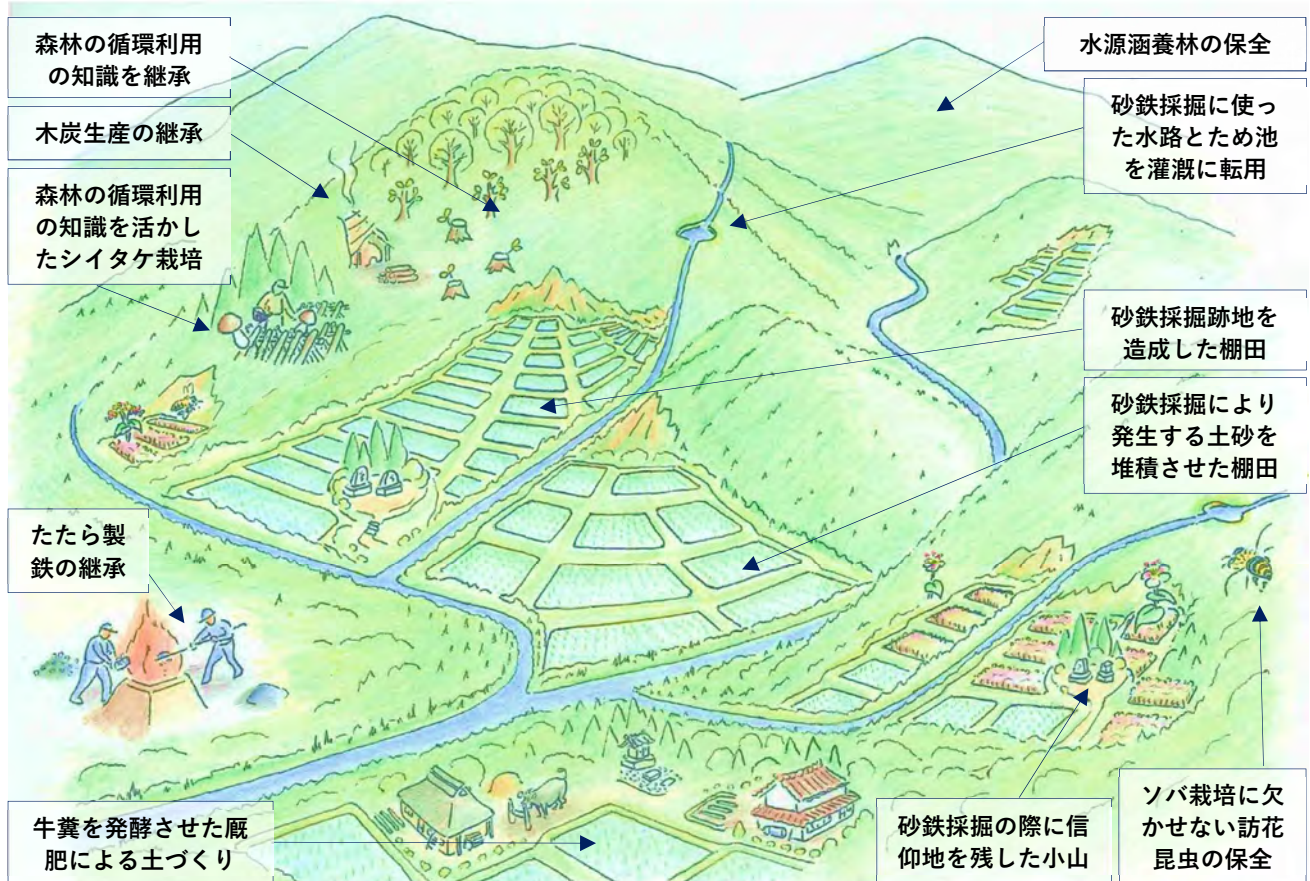 森林の循環利用
の知識を継承
木炭生産の継承
森林の循環利用
の知識を活かし
たシイタケ栽培
水源涵養林の保全
砂鉄採掘に使っ
た水路とため池
を灌漑に転用
砂鉄採掘跡地を
造成した棚田
砂鉄採掘により
発生する土砂を
堆積させた棚田
たたら製
鉄の継承
牛糞を発酵させた厩
肥による土づくり
砂鉄採掘の際に信
仰地を残した小山
ソバ栽培に欠
かせない訪花
昆虫の保全